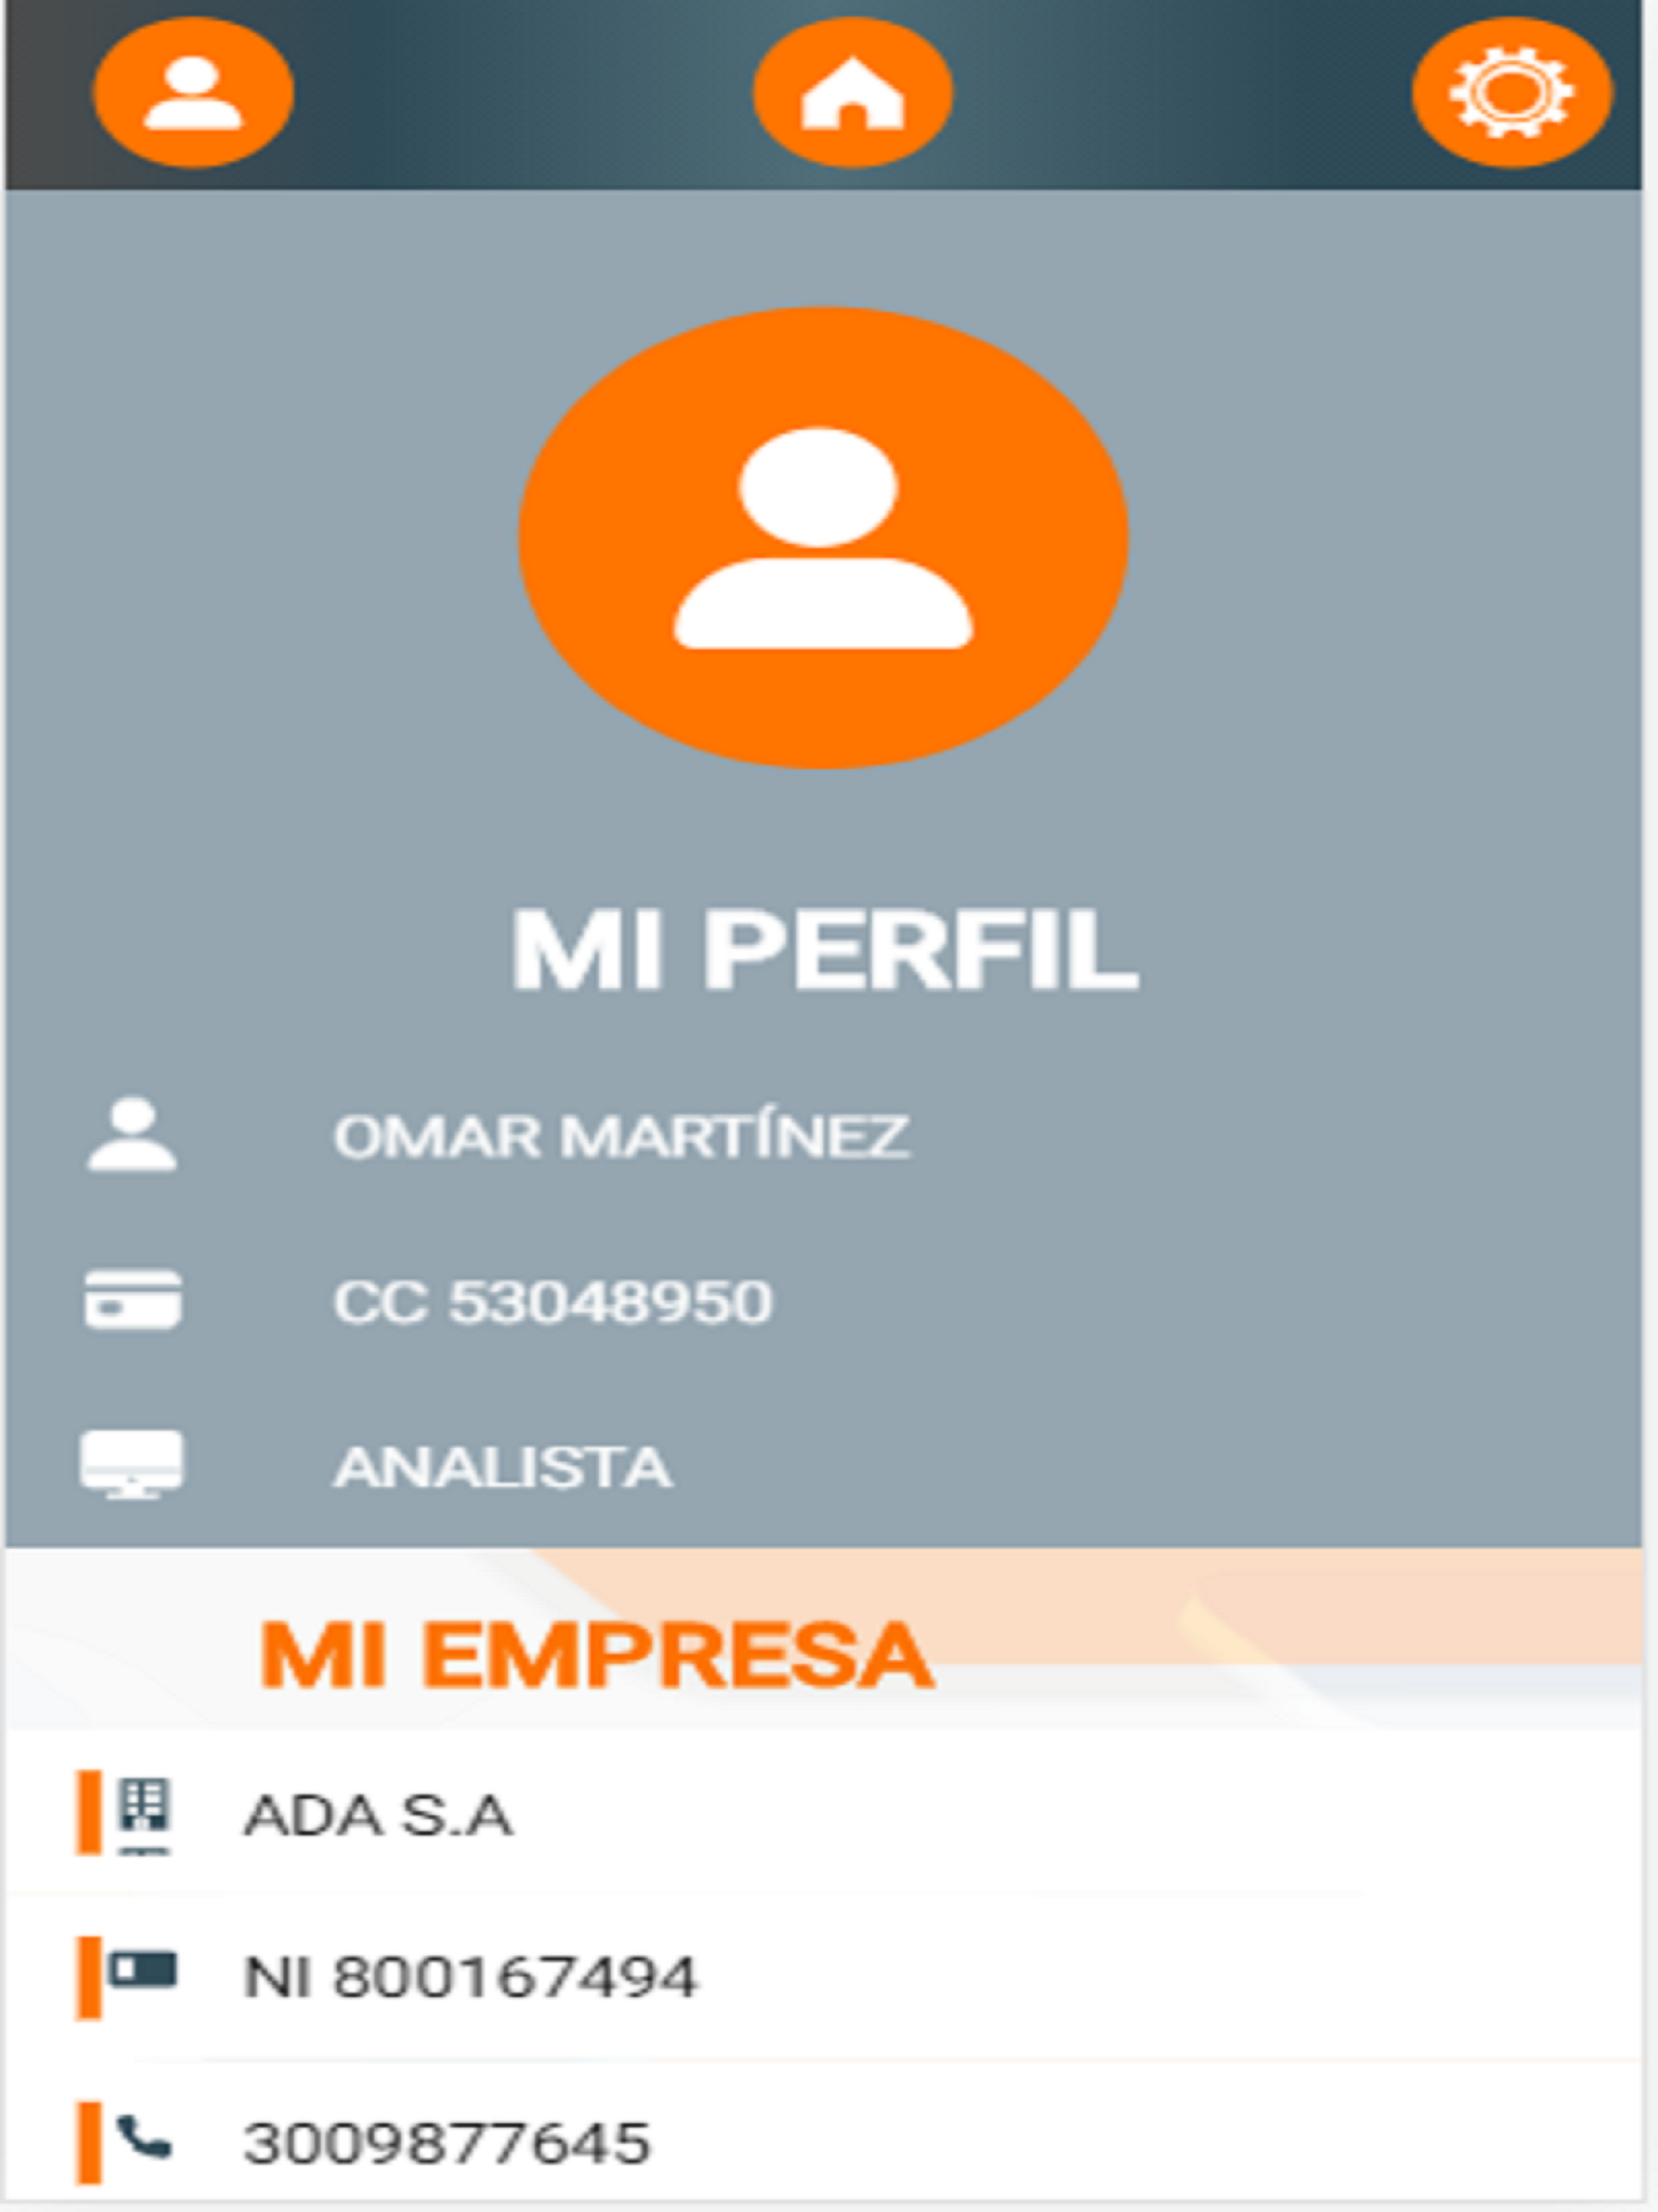 MI PERFIL
OMAR MARTÍNEZ
CC 53048950
ANALISTA
MI EMPRESA
ADA S.A
NI 800167494
3009877645